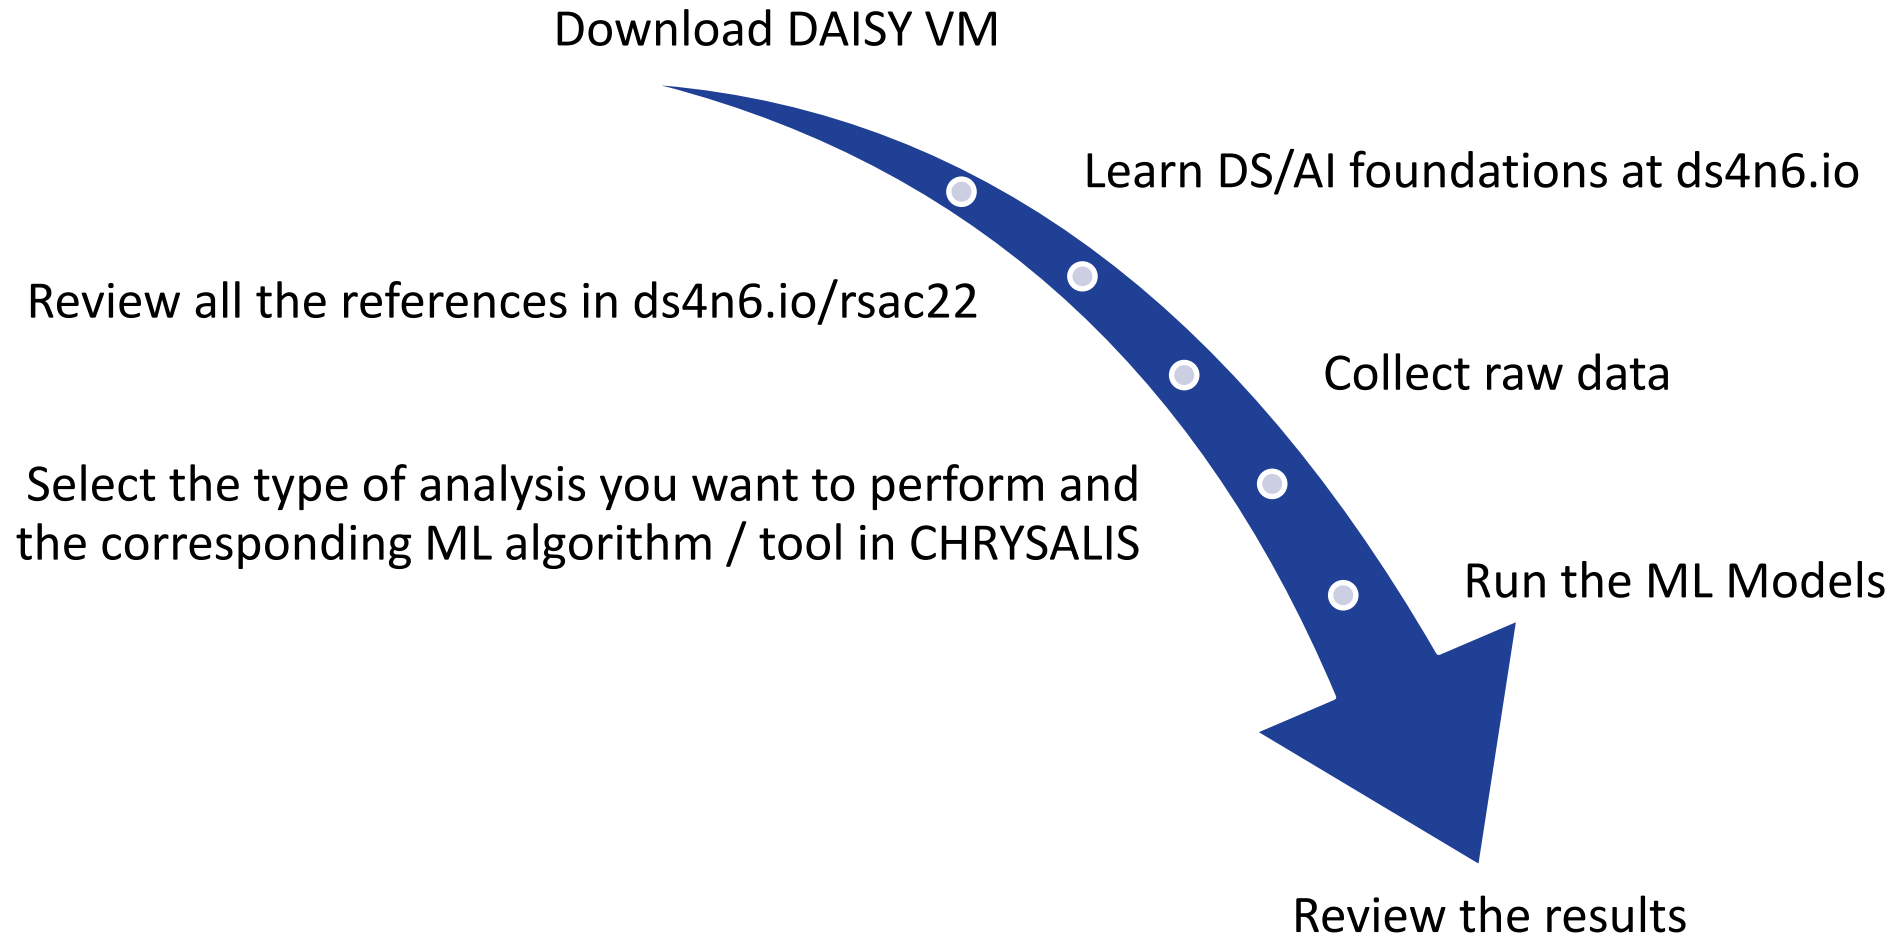 Download DAISY VM
Learn DS/AI foundations at ds4n6.io
Review all the references in ds4n6.io/rsac22
Collect raw data
Select the type of analysis you want to perform and
the corresponding ML algorithm / tool in CHRYSALIS
Run the ML Models
Review the results